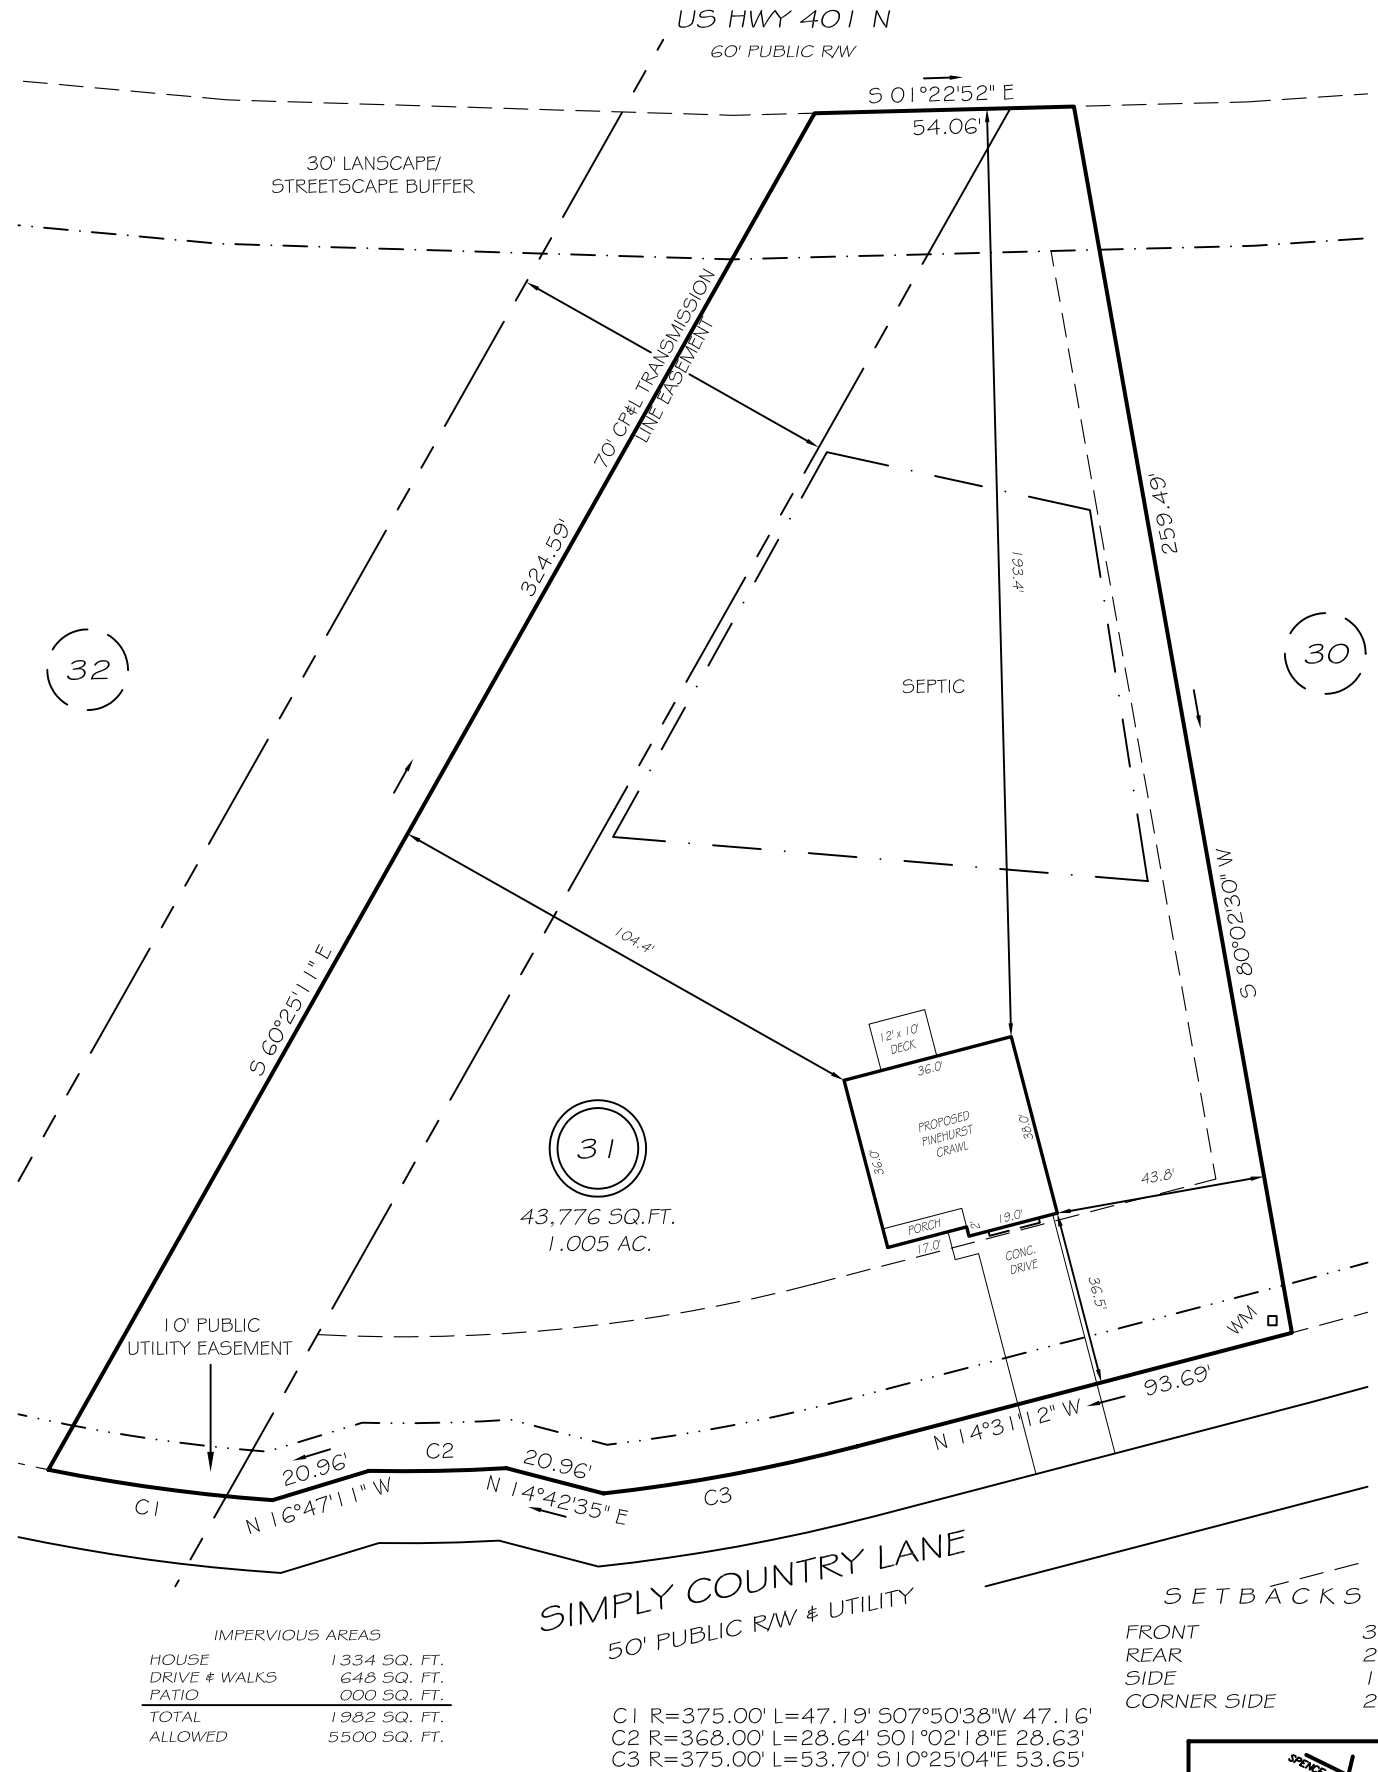 US HWY 401 N
60' PUBLIC R/W
S 01°22'52" E
54.06'
30' LANSCAPE/
STREETSCAPE BUFFER
70' CP&L TRANSMISSION
LINE EASEMENT
324.59'
259.49'
193.4'
32
30
SEPTIC
S 80°02'30" W
104.4'
S 60°25'11" E
12' x 10'
DECK
36.0'
PROPOSED
PINEHURST
CRAWL
38.0'
36.0'
31
43,776 SQ.FT.
1.005 AC.
43.8'
PORCH
2'
19.0'
17.0'
CONC.
DRIVE
36.5'
WM
10' PUBLIC
UTILITY EASEMENT
93.69'
N 14°31'12" W
C2
20.96'
20.96'
C1
N 16°47'11" W
N 14°42'35" E
C3
SIMPLY COUNTRY LANE
50' PUBLIC R/W & UTILITY
IMPERVIOUS AREAS
HOUSE 1334 SQ. FT.
DRIVE & WALKS 648 SQ. FT.
PATIO 000 SQ. FT.
TOTAL 1982 SQ. FT.
ALLOWED 5500 SQ. FT.
C1 R=375.00' L=47.19' S07°50'38"W 47.16'
C2 R=368.00' L=28.64' S01°02'18"E 28.63'
C3 R=375.00' L=53.70' S10°25'04"E 53.65'
SETBACKS
FRONT 3
REAR 2
SIDE 1
CORNER SIDE 2
SPENCE